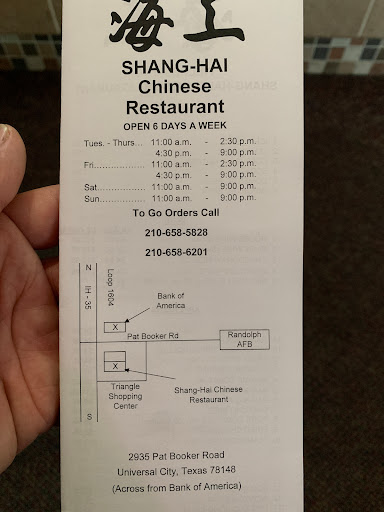 海上
SHANG-HAI
Chinese
Restaurant
OPEN 6 DAYS A WEEK
Tues. - Thurs.... 11:00 a.m. - 2:30 p.m.
4:30 p.m. - 9:00 p.m.
Fri................. 11:00 a.m. - 2:30 p.m.
4:30 p.m. - 9:00 p.m.
Sat................ 11:00 a.m. - 9:00 p.m.
Sun............... 11:00 a.m. - 9:00 p.m.
To Go Orders Call
210-658-5828
210-658-6201
N
IH - 35
S
Loop 1604
Bank of
America
X
Pat Booker Rd
Randolph
AFB
X
Triangle
Shopping
Center
Shang-Hai Chinese
Restaurant
2935 Pat Booker Road
Universal City, Texas 78148
(Across from Bank of America)